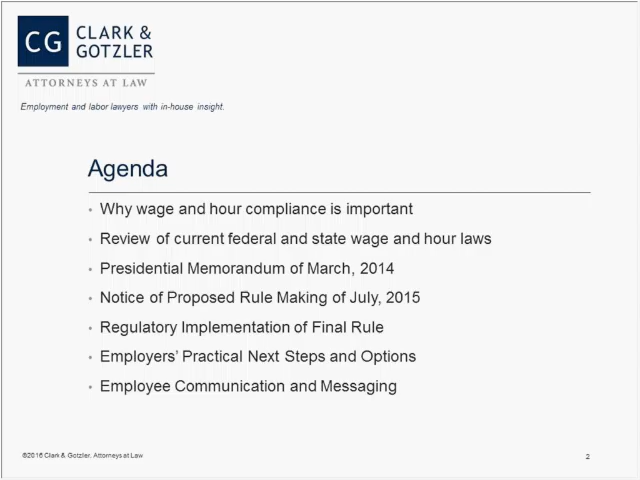 CG
CLARK &
GOTZLER
ATTORNEYS AT LAW
Employment and labor lawyers with in-house insight.
Agenda
• Why wage and hour compliance is important
• Review of current federal and state wage and hour laws
• Presidential Memorandum of March, 2014
• Notice of Proposed Rule Making of July, 2015
• Regulatory Implementation of Final Rule
• Employers’ Practical Next Steps and Options
• Employee Communication and Messaging
©2016 Clark & Gotzler, Attorneys at Law
2